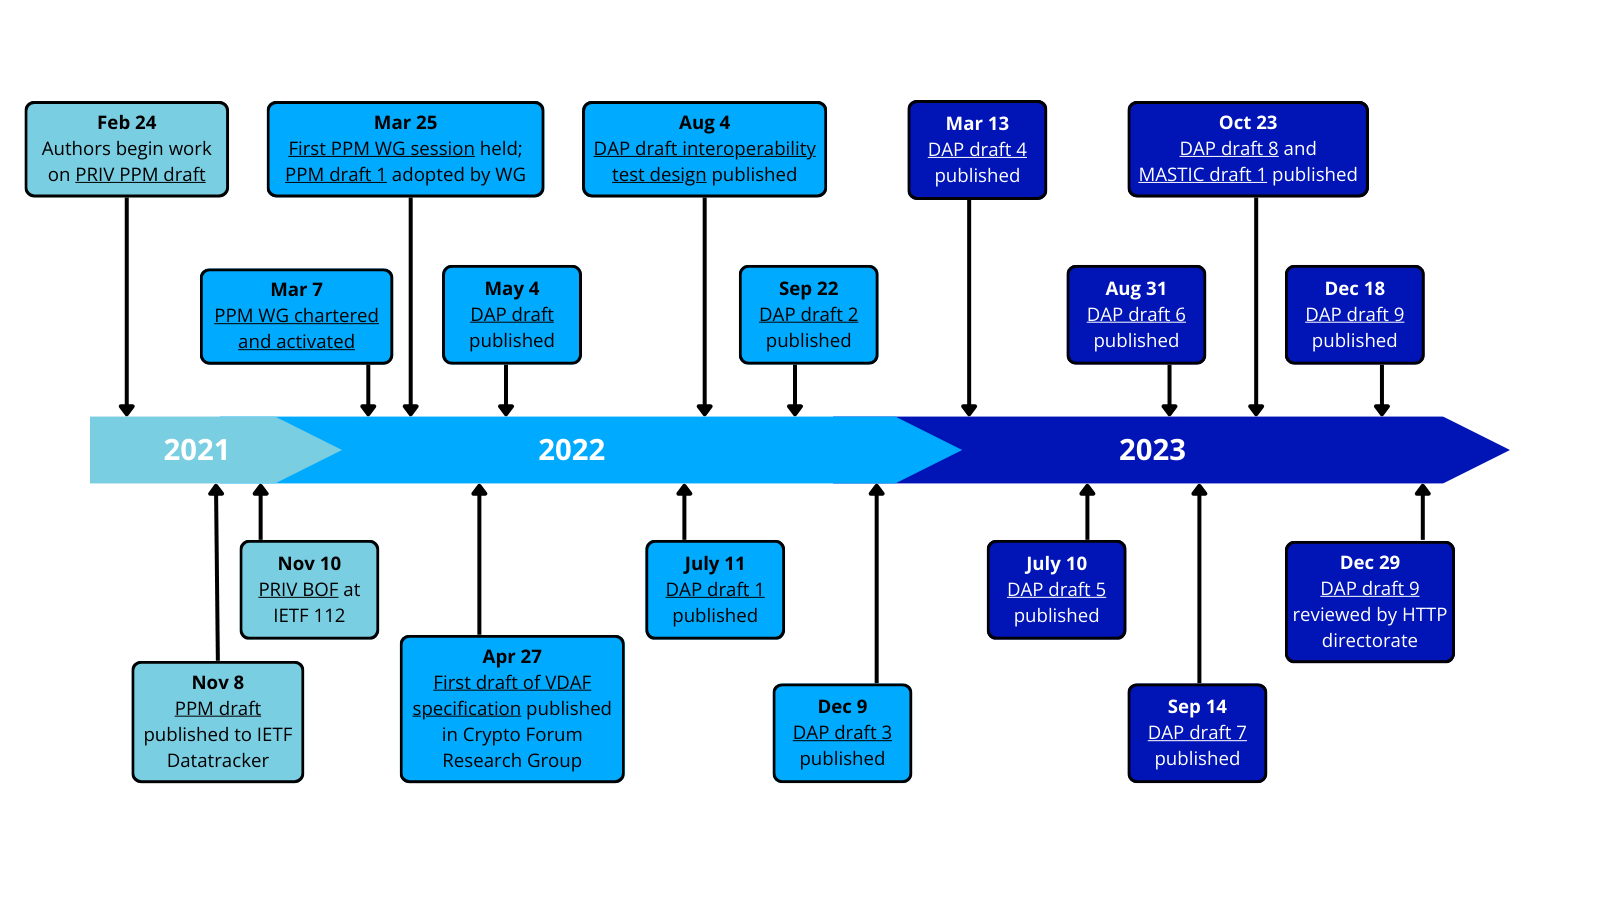 Feb 24
Authors begin work
on PRIV PPM draft
Mar 25
First PPM WG session held;
PPM draft 1 adopted by WG
Aug 4
DAP draft interoperability
test design published
Mar 13
DAP draft 4
published
Oct 23
DAP draft 8 and
MASTIC draft 1 published
Mar 7
PPM WG chartered
and activated
May 4
DAP draft
published
Sep 22
DAP draft 2
published
Aug 31
DAP draft 6
published
Dec 18
DAP draft 9
published
2021
2022
2023
Nov 10
PRIV BOF at
IETF 112
July 11
DAP draft 1
published
July 10
DAP draft 5
published
Dec 29
DAP draft 9
reviewed by HTTP
directorate
Nov 8
PPM draft
published to IETF
Datatracker
Apr 27
First draft of VDAF
specification published
in Crypto Forum
Research Group
Dec 9
DAP draft 3
published
Sep 14
DAP draft 7
published